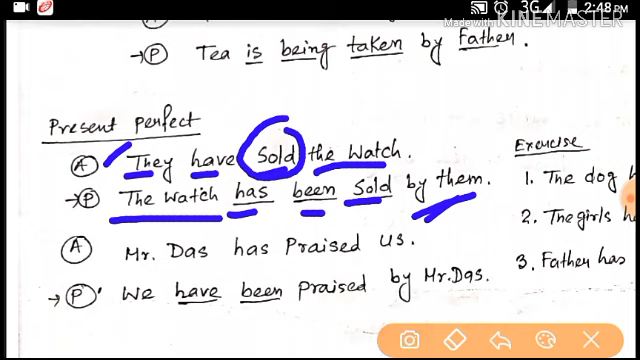 3G 2:48 PM
Made with KINEMASTER
→(P) Tea is being taken by Father.
Present perfect
(A) They have Sold the Watch.
→(P) The Watch has been Sold by them.
(A) Mr. Das has Praised us.
→(P) We have been Praised by Mr. Das.
Exercise
1. The dog
2. The girls
3. Father has